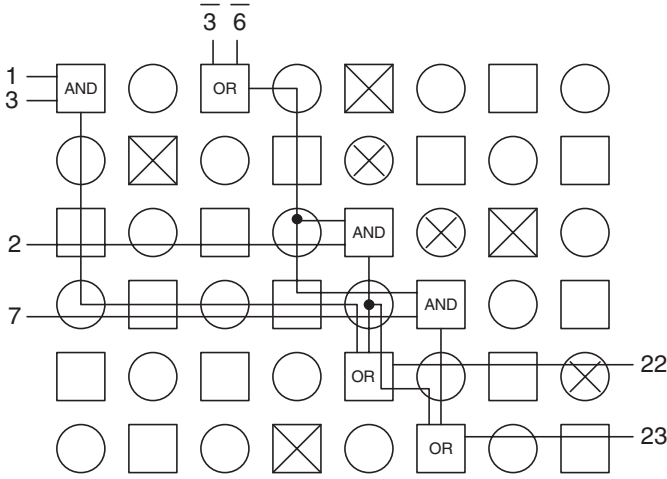 3̅ 6̅
1 AND OR
3
2 AND
7 AND
OR 22
OR 23